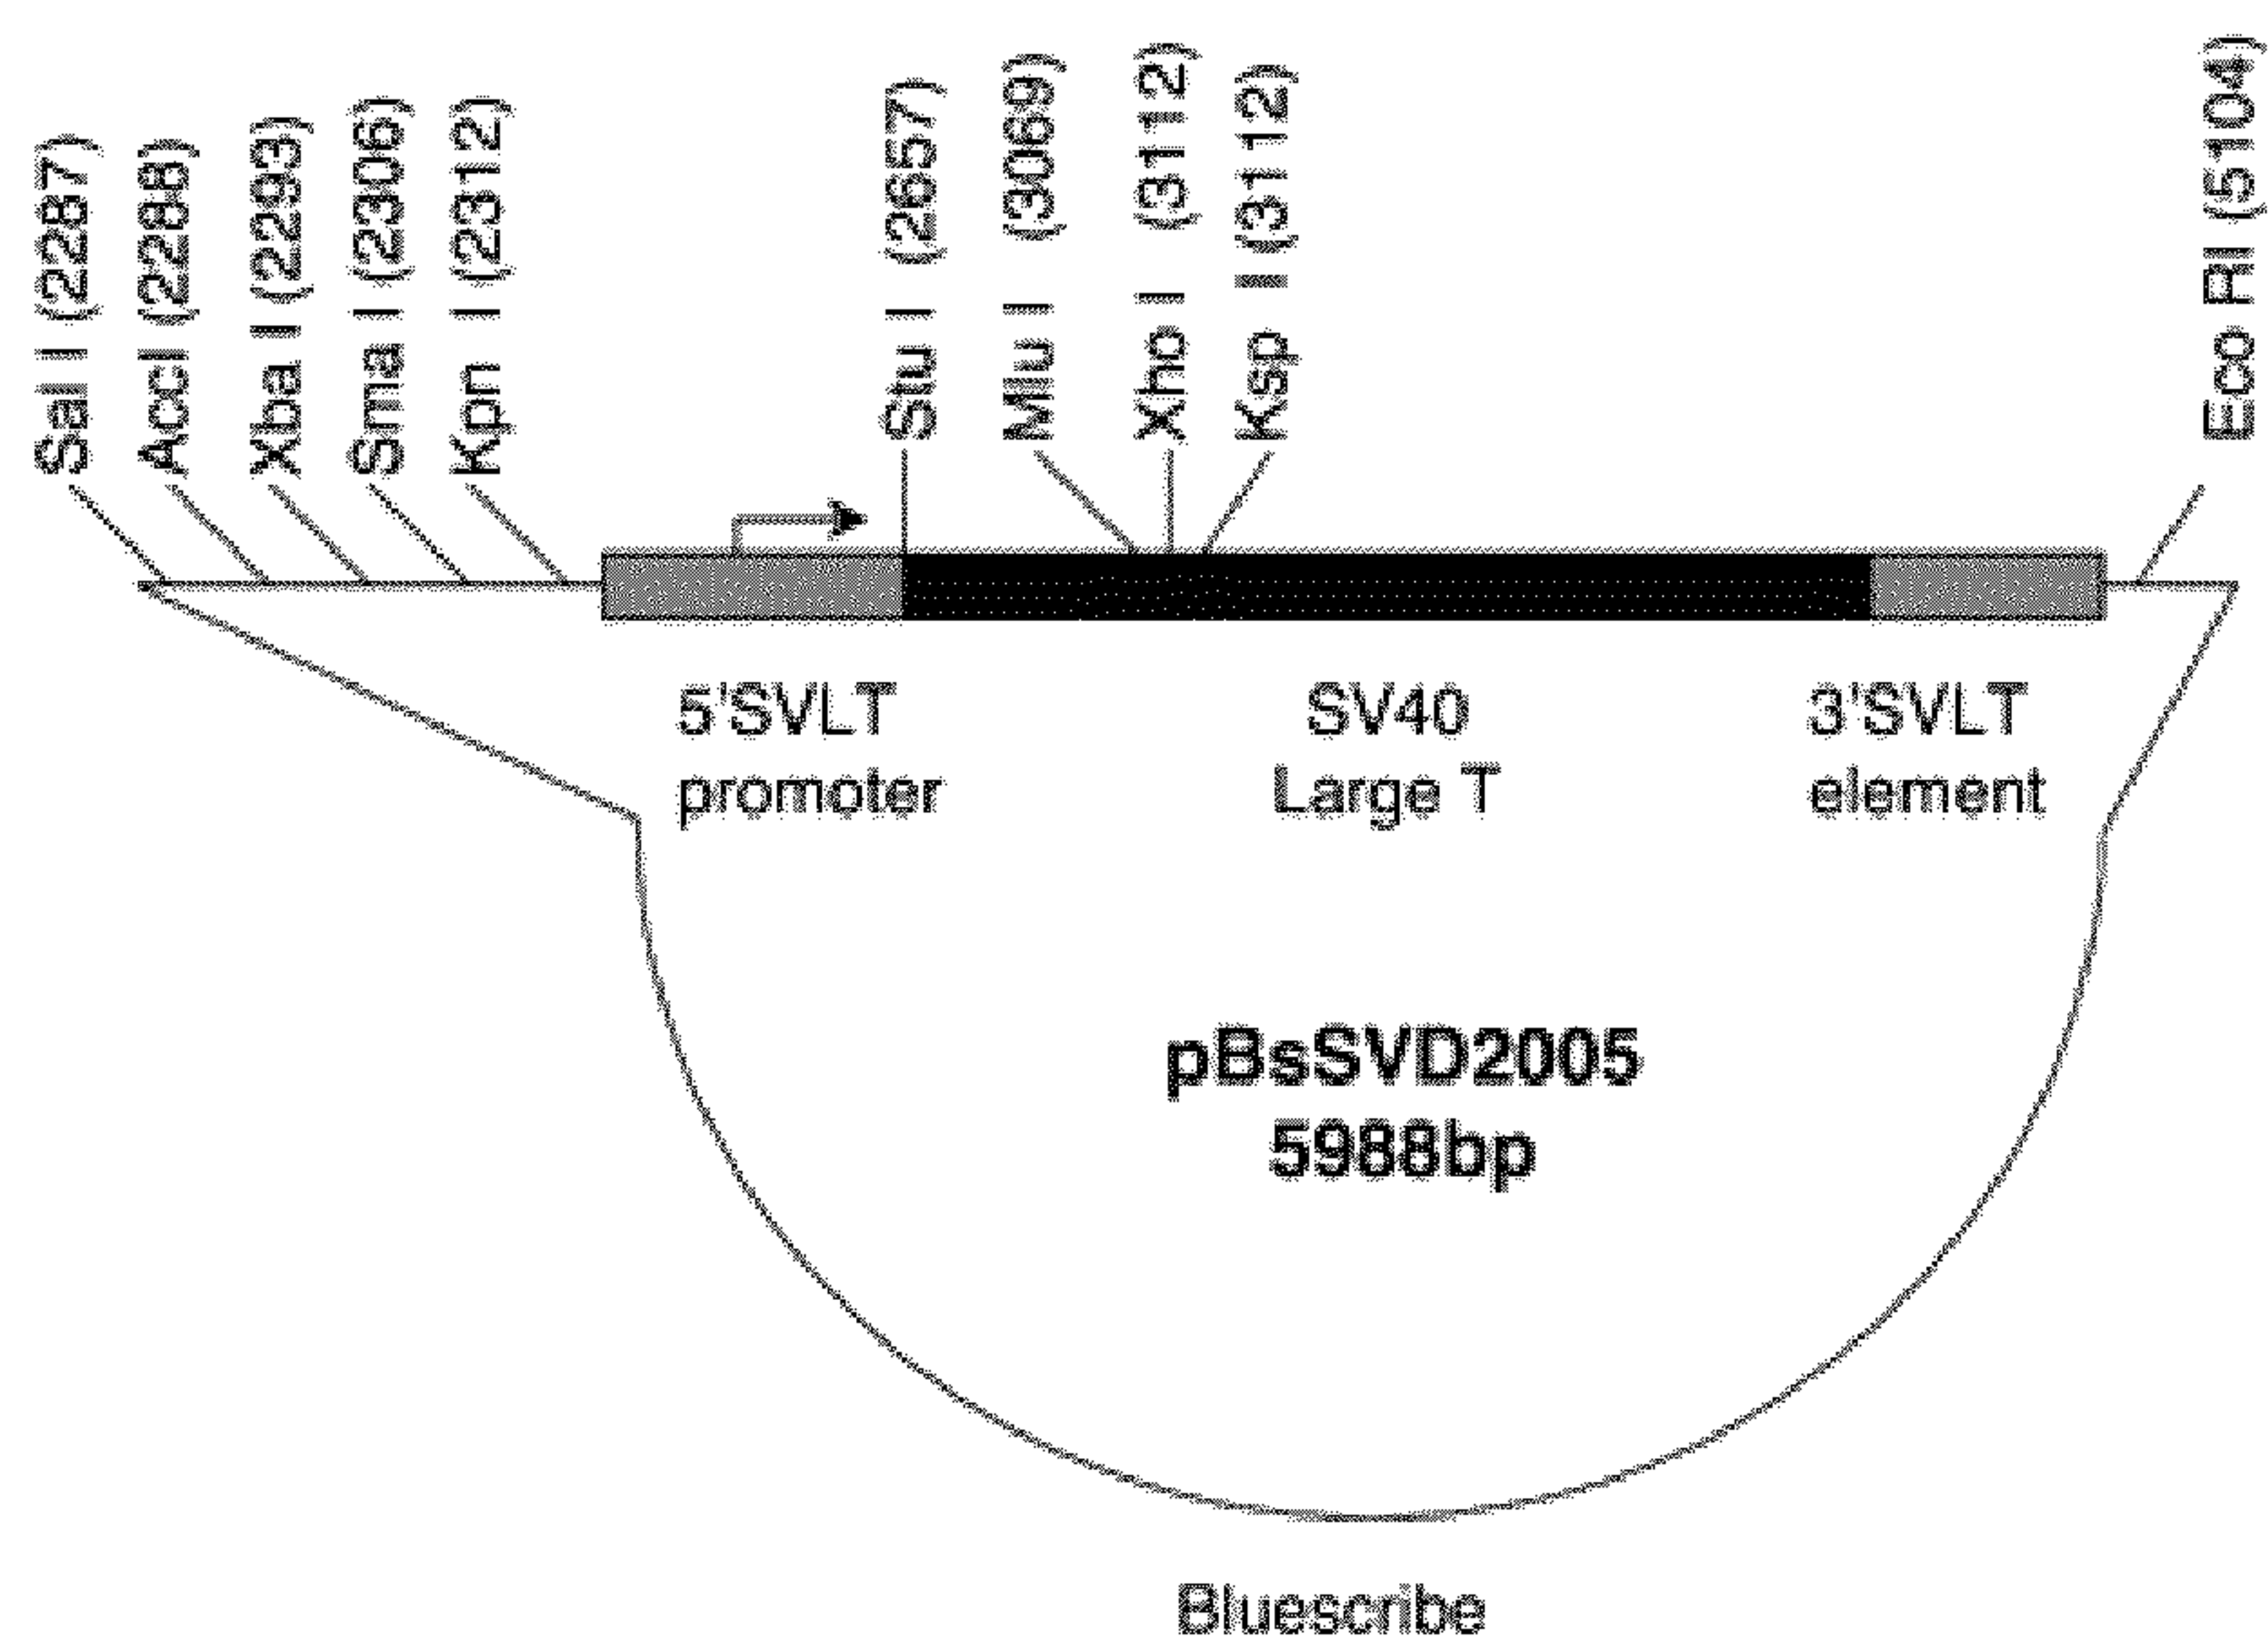 Sal I (2287)
AccI (2288)
Xba I (2293)
Sma I (2306)
Kpn I (2312)
Stu I (2657)
Mlu I (3069)
Xho I (3112)
Ksp I (3112)
Eco RI (5104)
5'SVLT
promoter
SV40
Large T
3'SVLT
element
pBsSVD2005
5988bp
Bluescribe